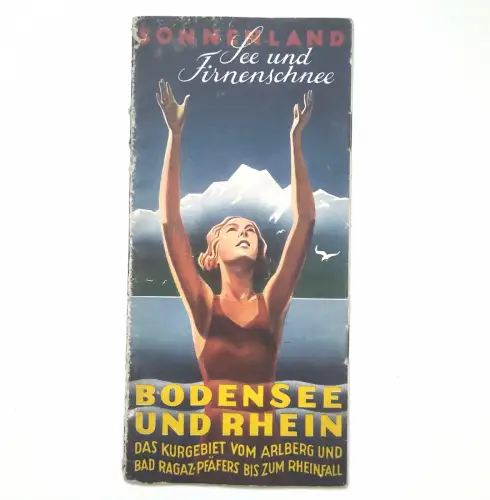 SONNENLAND
See und
Firnenschnee
BODENSEE
UND RHEIN
DAS KURGEBIET VOM ARLBERG UND
BAD RAGAZ-PFÄFERS BIS ZUM RHEINFALL